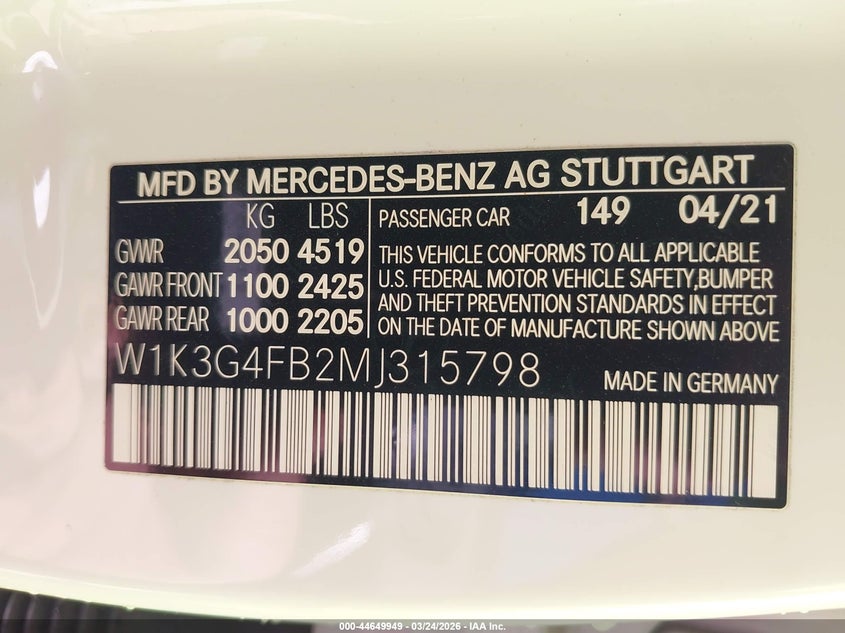 MFD BY MERCEDES-BENZ AG STUTTGART
KG LBS
GVWR 2050 4519
GAWR FRONT 1100 2425
GAWR REAR 1000 2205
PASSENGER CAR 149 04/21
THIS VEHICLE CONFORMS TO ALL APPLICABLE
U.S. FEDERAL MOTOR VEHICLE SAFETY,BUMPER
AND THEFT PREVENTION STANDARDS IN EFFECT
ON THE DATE OF MANUFACTURE SHOWN ABOVE
W1K3G4FB2MJ315798
MADE IN GERMANY
000-44649949 | 03/24/2026 - IAA Inc.